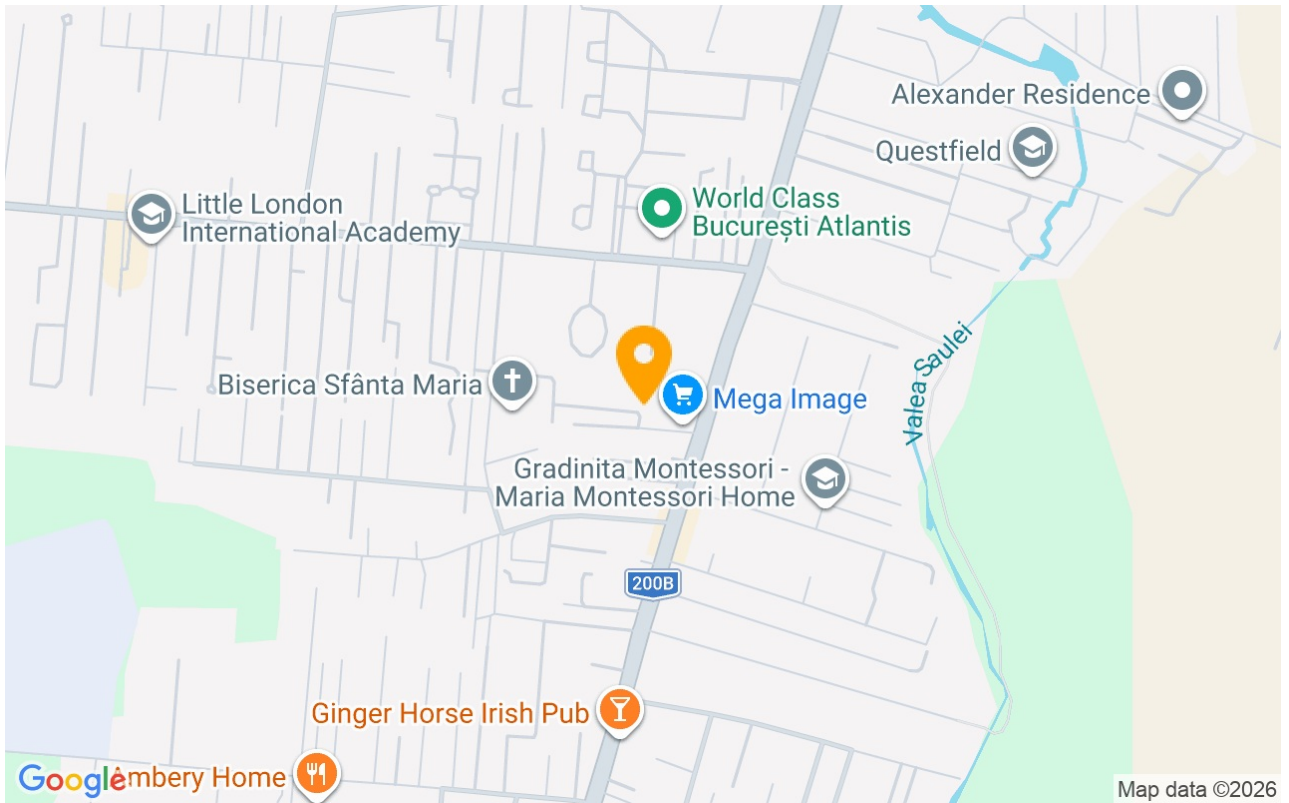 Alexander Residence
Questfield
World Class
București Atlantis
Little London
International Academy
Valea Saulei
Biserica Sfânta Maria
Mega Image
Gradinita Montessori -
Maria Montessori Home
200B
Ginger Horse Irish Pub
Google
Ambery Home
Map data ©2026